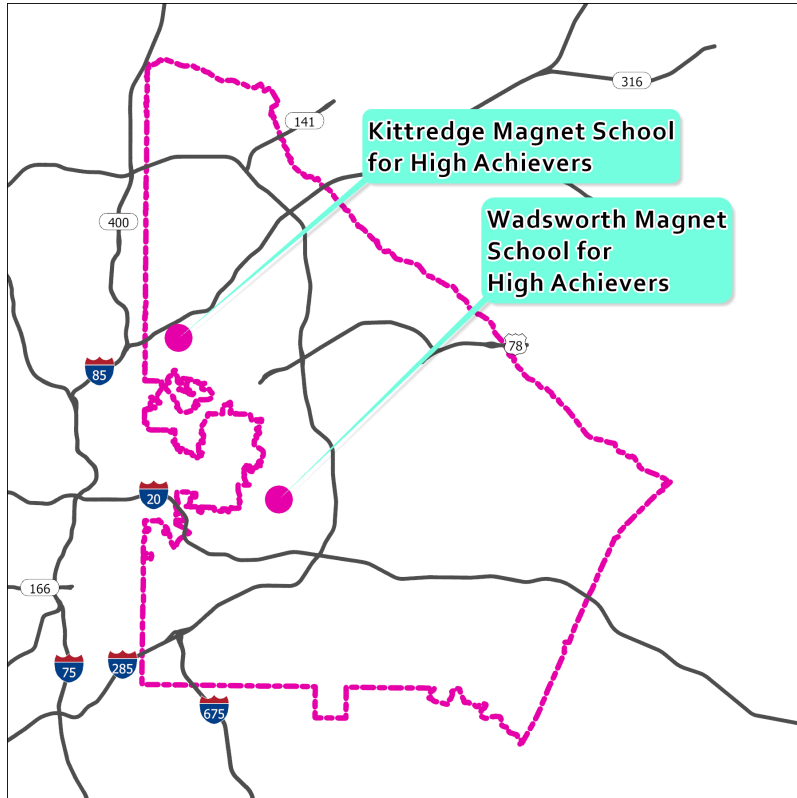 316
141
Kittredge Magnet School
for High Achievers
400
Wadsworth Magnet
School for
High Achievers
78
85
20
166
75
285
675